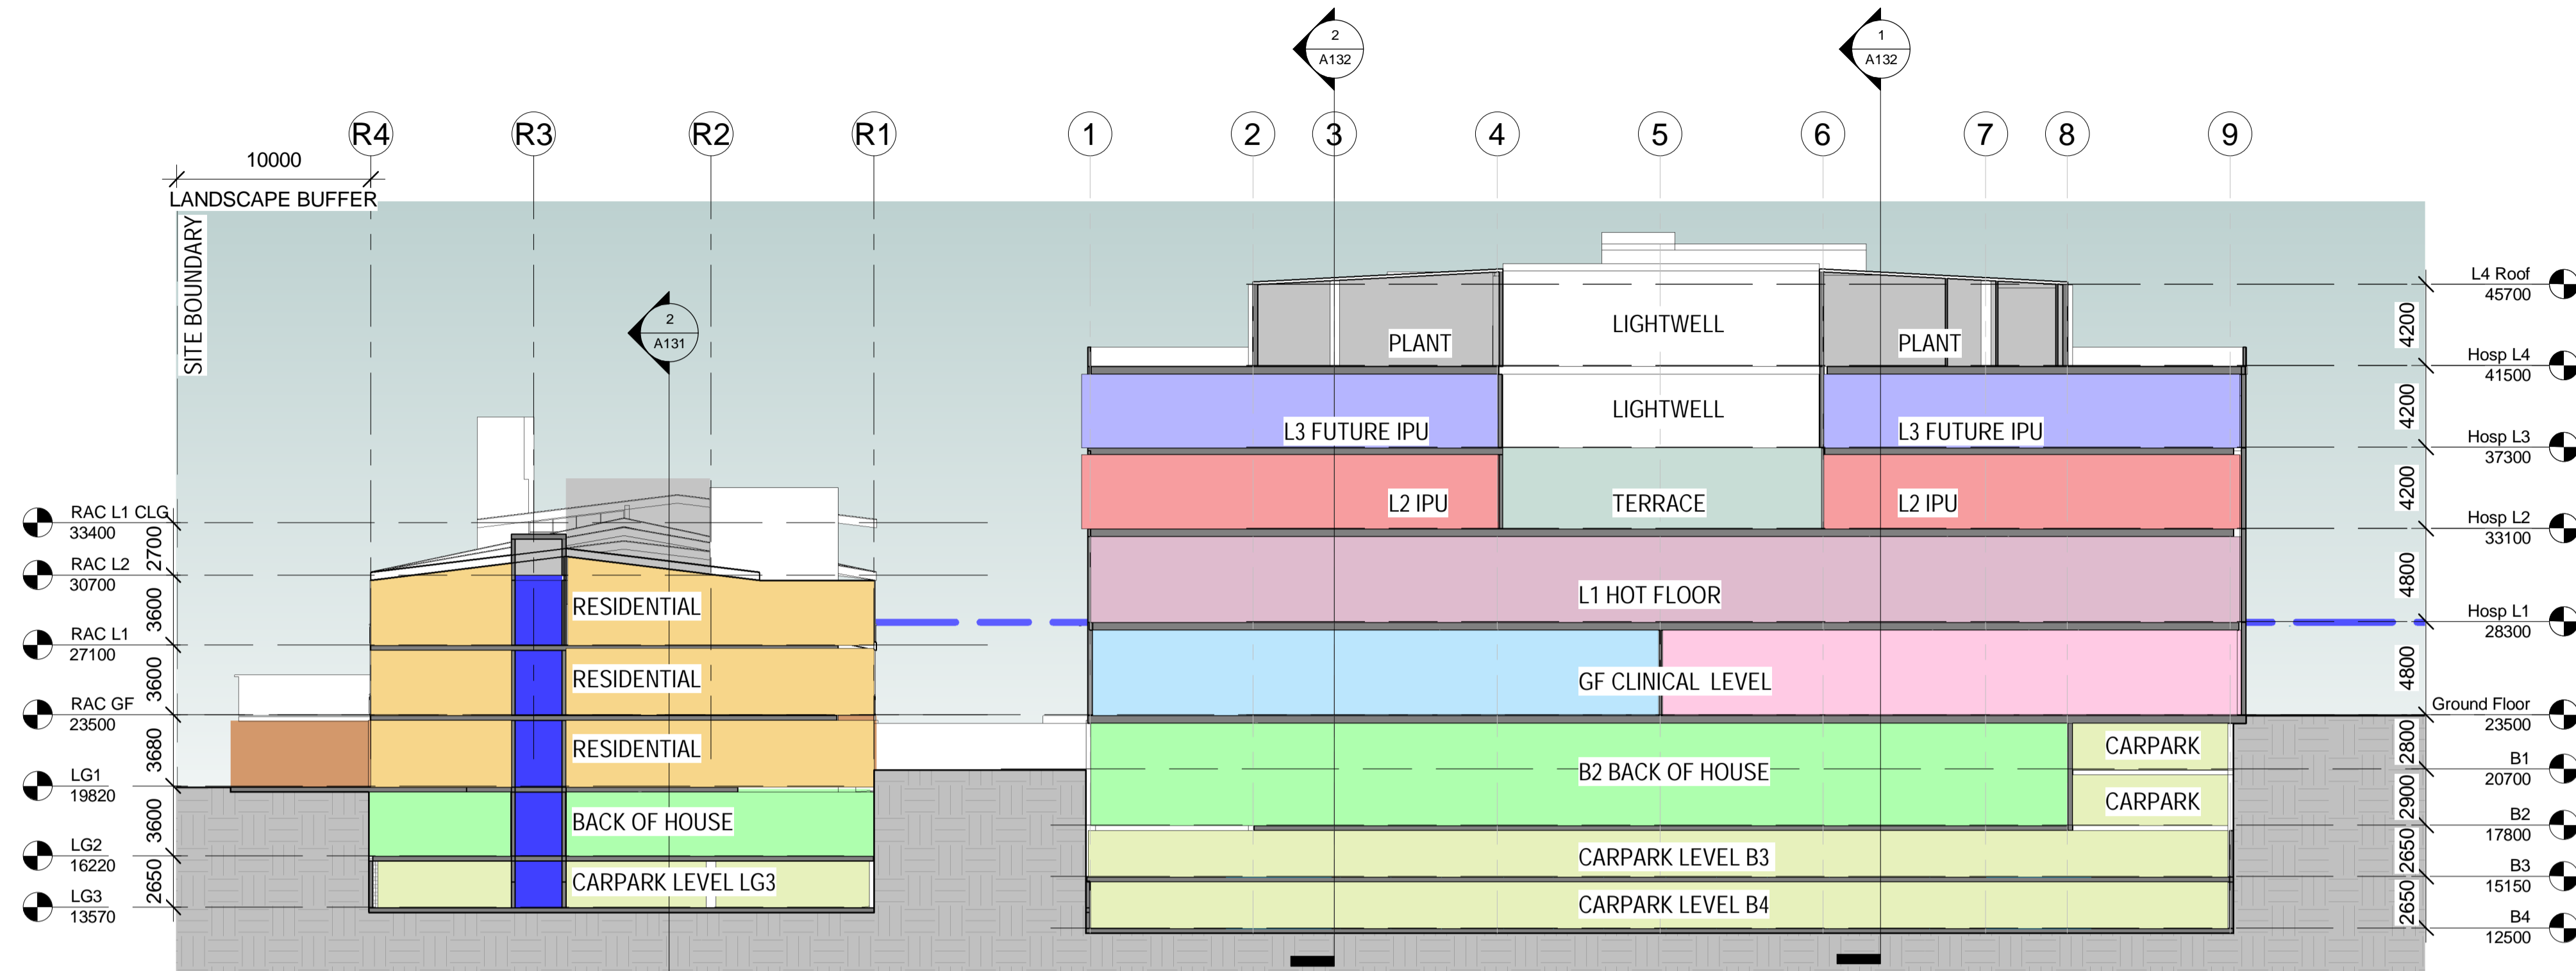 2
A132
1
A132
R4
R3
R2
R1
1
2
3
4
5
6
7
8
9
10000
LANDSCAPE BUFFER
SITE BOUNDARY
2
A131
L4 Roof
45700
4200
Hosp L4
41500
4200
Hosp L3
37300
4200
Hosp L2
33100
4800
Hosp L1
28300
4800
Ground Floor
23500
2800
B1
20700
2900
B2
17800
2650
B3
15150
2650
B4
12500
RAC L1 CLG
33400
2700
RAC L2
30700
3600
RAC L1
27100
3600
RAC GF
23500
3680
LG1
19820
3600
LG2
16220
2650
LG3
13570
RESIDENTIAL
RESIDENTIAL
RESIDENTIAL
BACK OF HOUSE
CARPARK LEVEL LG3
PLANT
LIGHTWELL
PLANT
L3 FUTURE IPU
LIGHTWELL
L3 FUTURE IPU
L2 IPU
TERRACE
L2 IPU
L1 HOT FLOOR
GF CLINICAL LEVEL
B2 BACK OF HOUSE
CARPARK
CARPARK
CARPARK LEVEL B3
CARPARK LEVEL B4